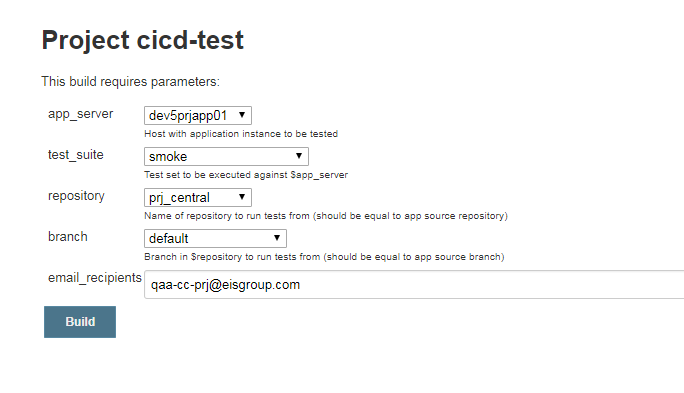 Project cicd-test
This build requires parameters:
app_server
dev5prjapp01
Host with application instance to be tested
test_suite
smoke
Test set to be executed against $app_server
repository
prj_central
Name of repository to run tests from (should be equal to app source repository)
branch
default
Branch in $repository to run tests from (should be equal to app source branch)
email_recipients
qaa-cc-prj@eisgroup.com
Build